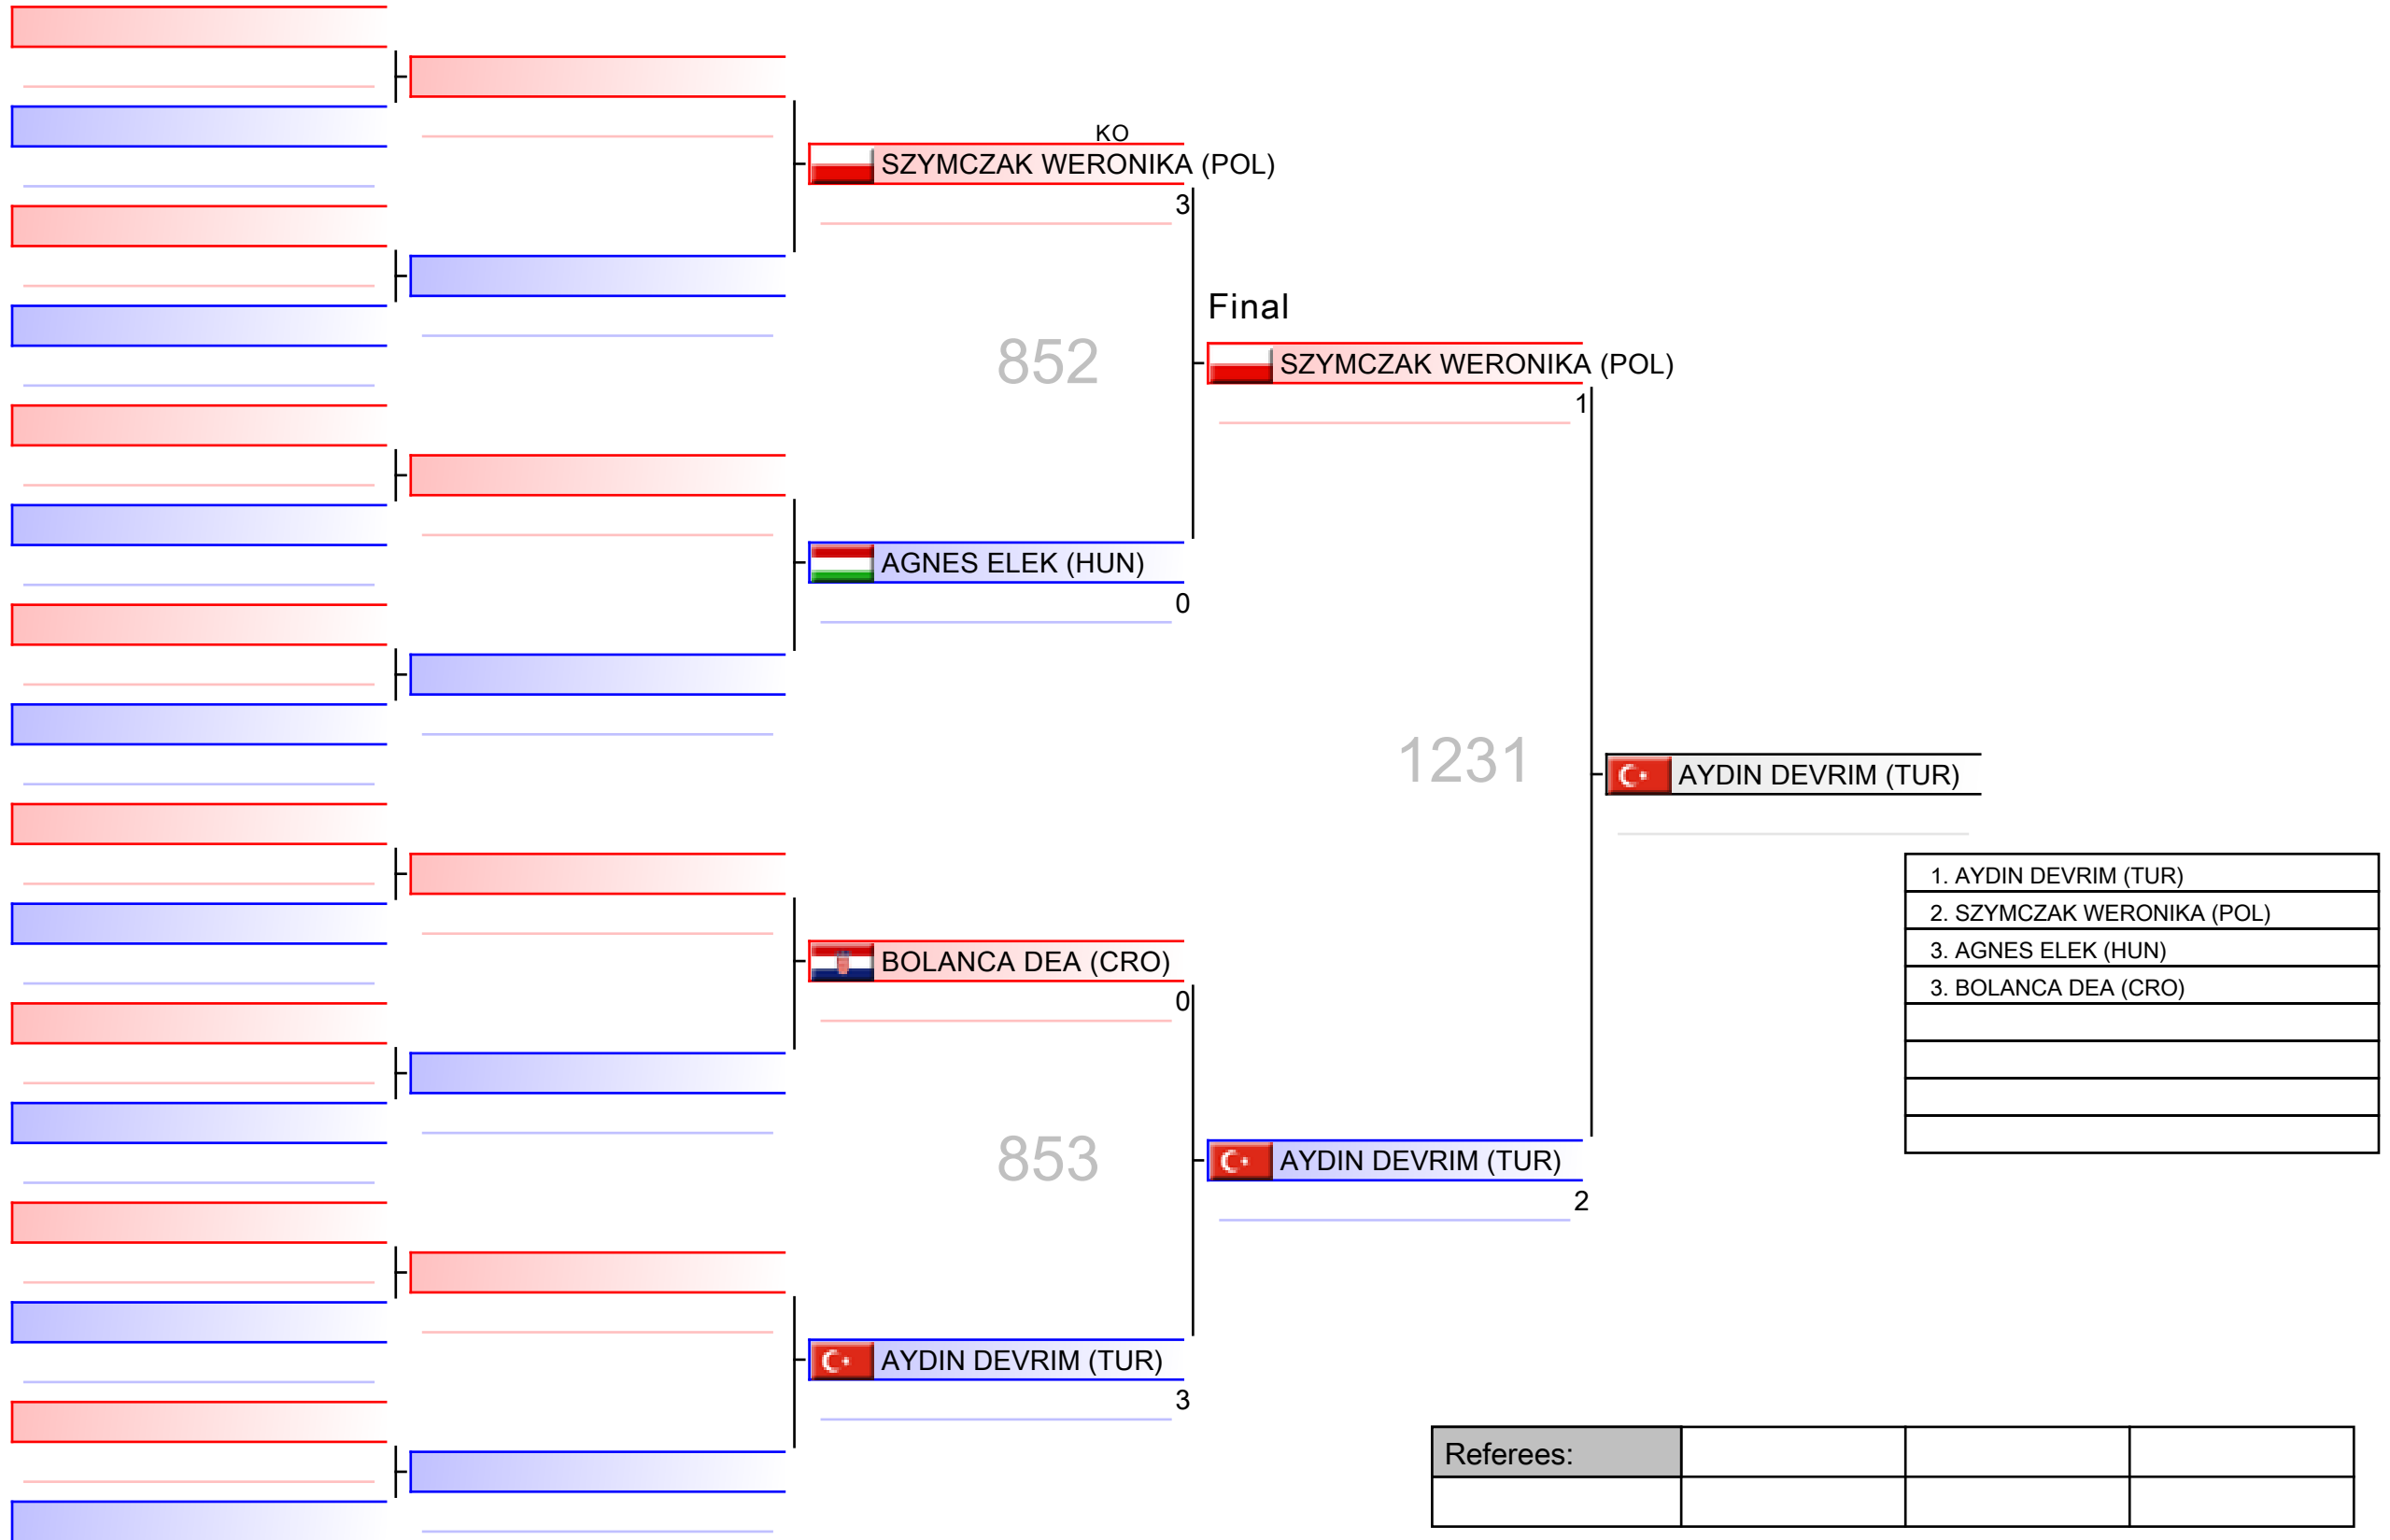 KO
SZYMCZAK WERONIKA (POL)
3
852
Final
SZYMCZAK WERONIKA (POL)
1
AGNES ELEK (HUN)
0
1231
AYDIN DEVRIM (TUR)
BOLANCA DEA (CRO)
0
853
AYDIN DEVRIM (TUR)
2
AYDIN DEVRIM (TUR)
3
1. AYDIN DEVRIM (TUR)
2. SZYMCZAK WERONIKA (POL)
3. AGNES ELEK (HUN)
3. BOLANCA DEA (CRO)
Referees: